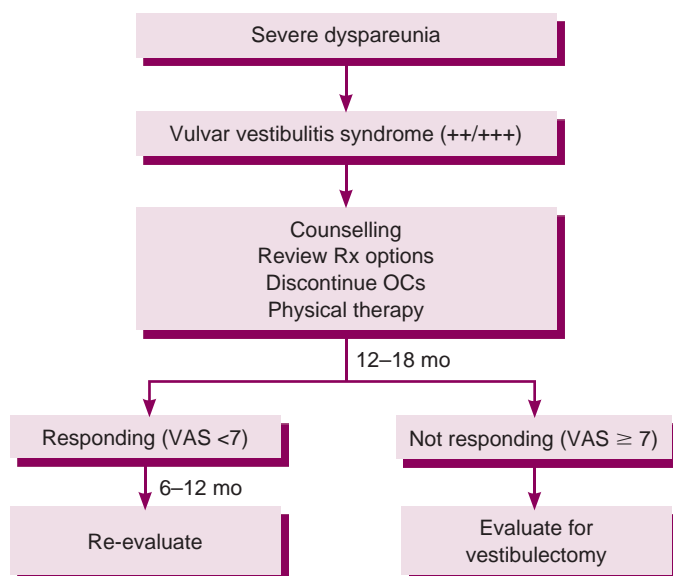 Severe dyspareunia
Vulvar vestibulitis syndrome (++/+++)
Counselling
Review Rx options
Discontinue OCs
Physical therapy
12–18 mo
Responding (VAS <7)
Not responding (VAS ≥ 7)
6–12 mo
Re-evaluate
Evaluate for
vestibulectomy